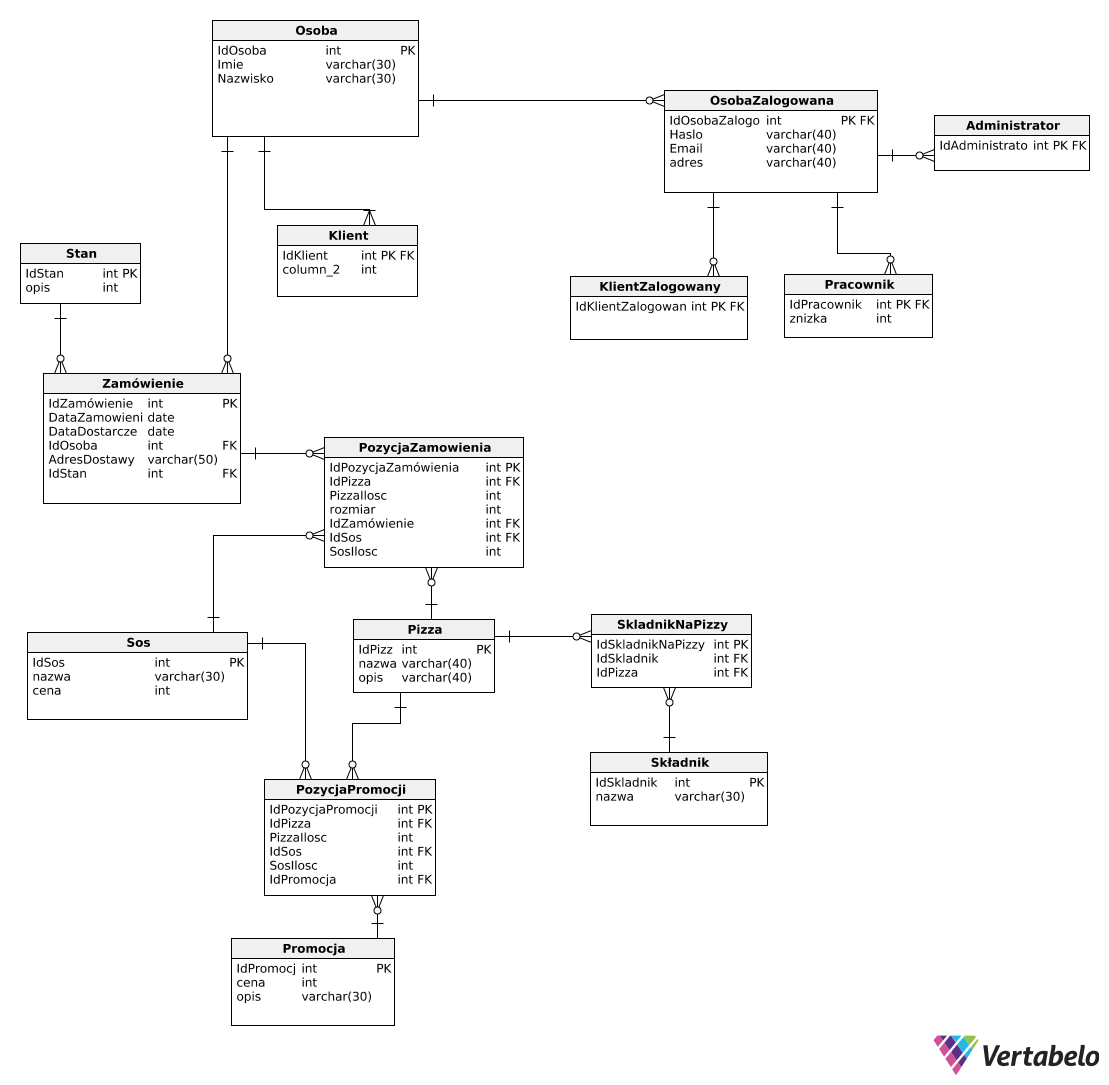 Osoba
IdOsoba int PK
Imie varchar(30)
Nazwisko varchar(30)
OsobaZalogowana
IdOsobaZalogo int PK FK
Haslo varchar(40)
Email varchar(40)
adres varchar(40)
Administrator
IdAdministrato int PK FK
Klient
IdKlient int PK FK
column_2 int
Stan
IdStan int PK
opis int
KlientZalogowany
IdKlientZalogowan int PK FK
Pracownik
IdPracownik int PK FK
znizka int
Zamówienie
IdZamówienie int PK
DataZamowieni date
DataDostarcze date
IdOsoba int FK
AdresDostawy varchar(50)
IdStan int FK
PozycjaZamowienia
IdPozycjaZamówienia int PK
IdPizza int FK
PizzaIlosc int
rozmiar int
IdZamówienie int FK
IdSos int FK
SosIlosc int
Sos
IdSos int PK
nazwa varchar(30)
cena int
Pizza
IdPizz int PK
nazwa varchar(40)
opis varchar(40)
SkladnikNaPizzy
IdSkladnikNaPizzy int PK
IdSkladnik int FK
IdPizza int FK
Składnik
IdSkladnik int PK
nazwa varchar(30)
PozycjaPromocji
IdPozycjaPromocji int PK
IdPizza int FK
PizzaIlosc int
IdSos int FK
SosIlosc int
IdPromocja int FK
Promocja
IdPromocj int PK
cena int
opis varchar(30)
Vertabelo